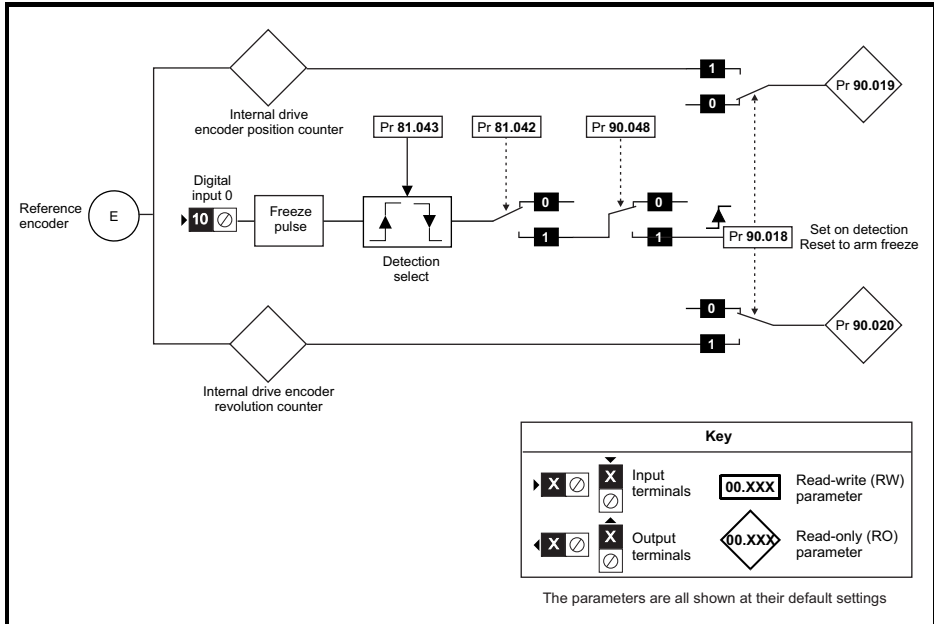 1
0
Pr 90.019
Internal drive
encoder position counter
Pr 81.043
Pr 81.042
Pr 90.048
Digital
input 0
Reference
encoder
E
10
Freeze
pulse
0
1
0
1
Pr 90.018
Set on detection
Reset to arm freeze
Detection
select
0
1
Pr 90.020
Internal drive encoder
revolution counter
Key
X
X
Input
terminals
00.XXX
Read-write (RW)
parameter
X
X
Output
terminals
00.XXX
Read-only (RO)
parameter
The parameters are all shown at their default settings